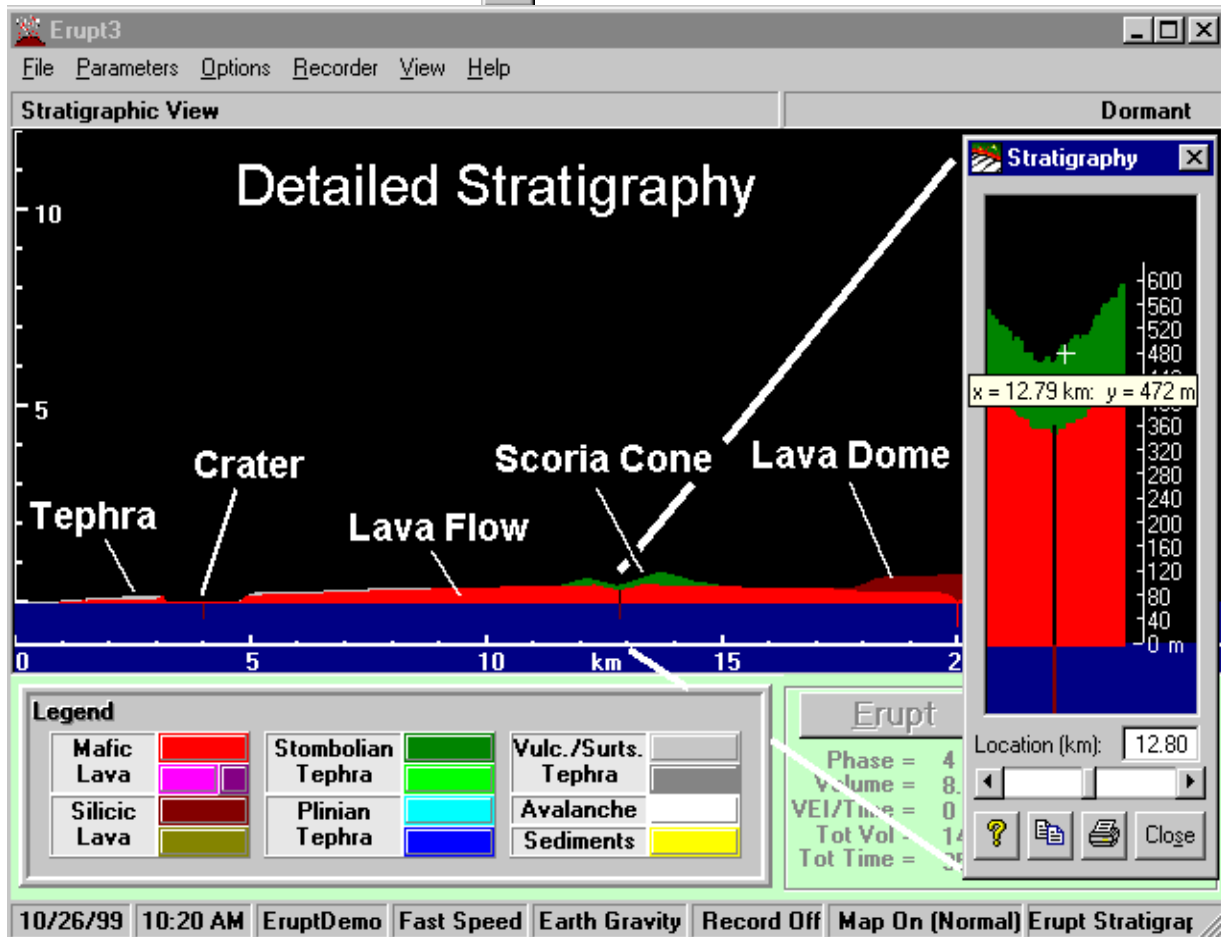 Erupt3
File Parameters Options Recorder View Help
Stratigraphic View
Dormant
Detailed Stratigraphy
10
5
Tephra
Crater
Lava Flow
Scoria Cone
Lava Dome
0 5 10 km 15 2
Stratigraphy
600
560
520
480
x = 12.79 km: y = 472 m
360
320
280
240
200
160
120
80
40
0 m
Location (km): 12.80
Close
Legend
Mafic Lava
Silicic Lava
Stombolian Tephra
Plinian Tephra
Vulc./Surts. Tephra
Avalanche
Sediments
Erupt
Phase = 4
Volume = 8.
VEI/Time = 0
Tot Vol -
Tot Time =
10/26/99 10:20 AM EruptDemo Fast Speed Earth Gravity Record Off Map On (Normal) Erupt Stratigrap